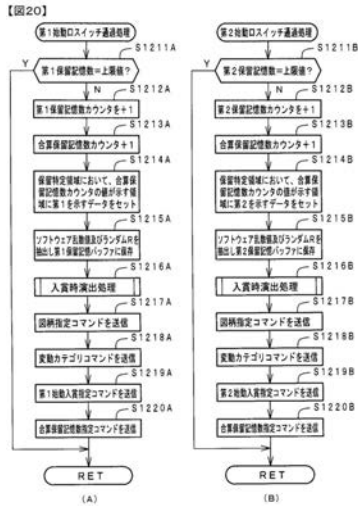 【図20】
第1始動口スイッチ通過処理
S1211A
第1保留記憶数=上限値?
Y
N
S1212A
第1保留記憶数カウンタを+1
S1213A
合算保留記憶数カウンタ+1
S1214A
保留特定領域において、合算保
留記憶数カウンタの値が示す領
域に第1を示すデータをセット
S1215A
ソフトウェア乱数値及びランダムRを
抽出し第1保留記憶バッファに保存
S1216A
入賞時演出処理
S1217A
図柄指定コマンドを送信
S1218A
変動カテゴリコマンドを送信
S1219A
第1始動入賞指定コマンドを送信
S1220A
合算保留記憶数指定コマンドを送信
RET
(A)
第2始動口スイッチ通過処理
S1211B
第2保留記憶数=上限値?
Y
N
S1212B
第2保留記憶数カウンタを+1
S1213B
合算保留記憶数カウンタ+1
S1214B
保留特定領域において、合算保
留記憶数カウンタの値が示す領
域に第2を示すデータをセット
S1215B
ソフトウェア乱数値及びランダムRを
抽出し第2保留記憶バッファに保存
S1216B
入賞時演出処理
S1217B
図柄指定コマンドを送信
S1218B
変動カテゴリコマンドを送信
S1219B
第2始動入賞指定コマンドを送信
S1220B
合算保留記憶数指定コマンドを送信
RET
(B)